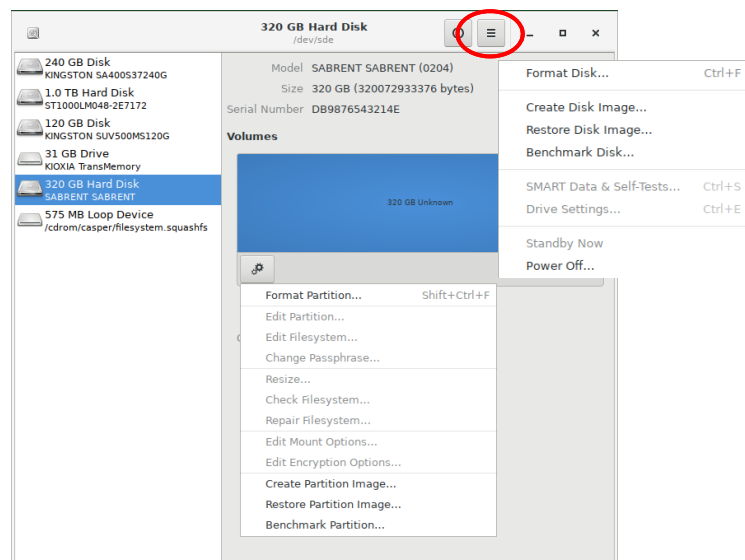 320 GB Hard Disk
/dev/sde
240 GB Disk
KINGSTON SA400S37240G
1.0 TB Hard Disk
ST1000LM048-2E7172
120 GB Disk
KINGSTON SUV500MS120G
31 GB Drive
KIOXIA TransMemory
320 GB Hard Disk
SABRENT SABRENT
575 MB Loop Device
/cdrom/casper/filesystem.squashfs
Model SABRENT SABRENT (0204)
Size 320 GB (320072933376 bytes)
Serial Number DB9876543214E
Volumes
320 GB Unknown
Format Partition... Shift+Ctrl+F
Edit Partition...
Edit Filesystem...
Change Passphrase...
Resize...
Check Filesystem...
Repair Filesystem...
Edit Mount Options...
Edit Encryption Options...
Create Partition Image...
Restore Partition Image...
Benchmark Partition...
Format Disk... Ctrl+F
Create Disk Image...
Restore Disk Image...
Benchmark Disk...
SMART Data & Self-Tests... Ctrl+S
Drive Settings... Ctrl+E
Standby Now
Power Off...